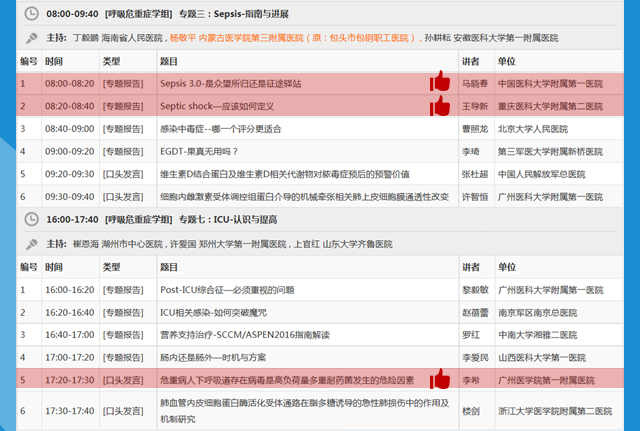 08:00-09:40 [呼吸危重症学组] 专题三：Sepsis-指南与进展
主持: 丁毅鹏 海南省人民医院 , 杨敬平 内蒙古医学院第三附属医院（原：包头市包钢职工医院） , 孙耕耘 安徽医科大学第一附属医院
编号 时间 类型 题目 讲者 单位
1 08:00-08:20 [专题报告] Sepsis 3.0-是众望所归还是征途驿站 马晓春 中国医科大学附属第一医院
2 08:20-08:40 [专题报告] Septic shock—应该如何定义 王导新 重庆医科大学附属第二医院
3 08:40-09:00 [专题报告] 感染中毒症--哪一个评分更适合 曹照龙 北京大学人民医院
4 09:00-09:20 [专题报告] EGDT-果真无用吗？ 李琦 第三军医大学附属新桥医院
5 09:20-09:30 [口头发言] 维生素D结合蛋白及维生素D相关代谢物对脓毒症预后的预警价值 张杜超 中国人民解放军总医院
6 09:30-09:40 [口头发言] 细胞内雌激素受体调控组蛋白介导的机械牵张相关肺上皮细胞膜通透性改变 许智恒 广州医科大学第一附属医院
16:00-17:40 [呼吸危重症学组] 专题七：ICU-认识与提高
主持: 崔恩海 湖州市中心医院 , 许爱国 郑州大学第一附属医院 , 上官红 山东大学齐鲁医院
编号 时间 类型 题目 讲者 单位
1 16:00-16:20 [专题报告] Post-ICU综合征—必须重视的问题 黎毅敏 广州医科大学附属第一医院
2 16:20-16:40 [专题报告] ICU相关感染-如何突破魔咒 赵蓓蕾 南京军区南京总医院
3 16:40-17:00 [专题报告] 营养支持治疗-SCCM/ASPEN2016指南解读 罗红 中南大学湘雅二医院
4 17:00-17:20 [专题报告] 肠内还是肠外—时机与方案 李爱民 山西医科大学第一医院
5 17:20-17:30 [口头发言] 危重病人下呼吸道存在病毒是高负荷量多重耐药菌发生的危险因素 李希 广州医学院第一附属医院
6 17:30-17:40 [口头发言] 肺血管内皮细胞蛋白酶活化受体通路在脂多糖诱导的急性肺损伤中的作用及 楼剑 浙江大学医学院附属第二医院
机制研究